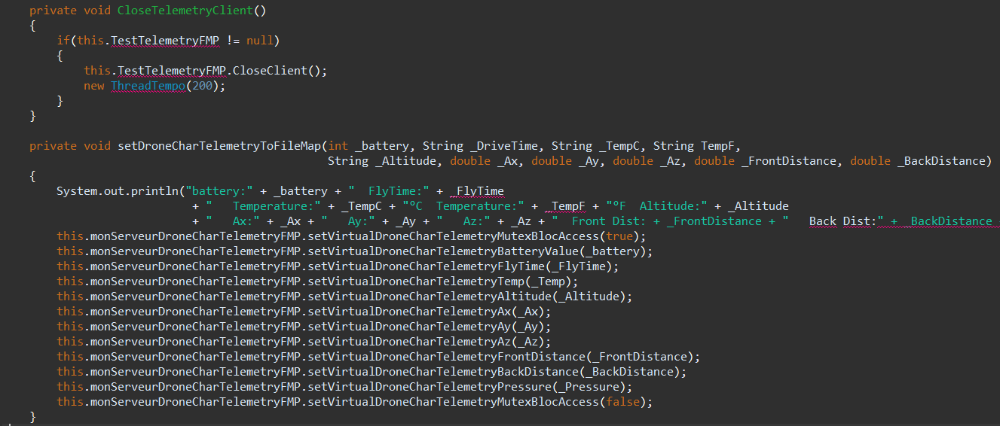 private void CloseTelemetryClient()
{
if(this.TestTelemetryFMP != null)
{
this.TestTelemetryFMP.CloseClient();
new ThreadTempo(200);
}
}
private void setDroneCharTelemetryToFileMap(int _battery, String _DriveTime, String _TempC, String TempF,
String _Altitude, double _Ax, double _Ay, double _Az, double _FrontDistance, double _BackDistance)
{
System.out.println("battery:" + _battery + "  FlyTime:" + _FlyTime
+ "   Temperature:" + _TempC + "°C  Temperature:" + _TempF + "°F  Altitude:" + _Altitude
+ "   Ax:" + _Ax + "   Ay:" + _Ay + "   Az:" + _Az + "  Front Dist: + _FrontDistance + "   Back Dist:" + _BackDistance
this.monServeurDroneCharTelemetryFMP.setVirtualDroneCharTelemetryMutexBlocAccess(true);
this.monServeurDroneCharTelemetryFMP.setVirtualDroneCharTelemetryBatteryValue(_battery);
this.monServeurDroneCharTelemetryFMP.setVirtualDroneCharTelemetryFlyTime(_FlyTime);
this.monServeurDroneCharTelemetryFMP.setVirtualDroneCharTelemetryTemp(_Temp);
this.monServeurDroneCharTelemetryFMP.setVirtualDroneCharTelemetryAltitude(_Altitude);
this.monServeurDroneCharTelemetryFMP.setVirtualDroneCharTelemetryAx(_Ax);
this.monServeurDroneCharTelemetryFMP.setVirtualDroneCharTelemetryAy(_Ay);
this.monServeurDroneCharTelemetryFMP.setVirtualDroneCharTelemetryAz(_Az);
this.monServeurDroneCharTelemetryFMP.setVirtualDroneCharTelemetryFrontDistance(_FrontDistance);
this.monServeurDroneCharTelemetryFMP.setVirtualDroneCharTelemetryBackDistance(_BackDistance);
this.monServeurDroneCharTelemetryFMP.setVirtualDroneCharTelemetryPressure(_Pressure);
this.monServeurDroneCharTelemetryFMP.setVirtualDroneCharTelemetryMutexBlocAccess(false);
}